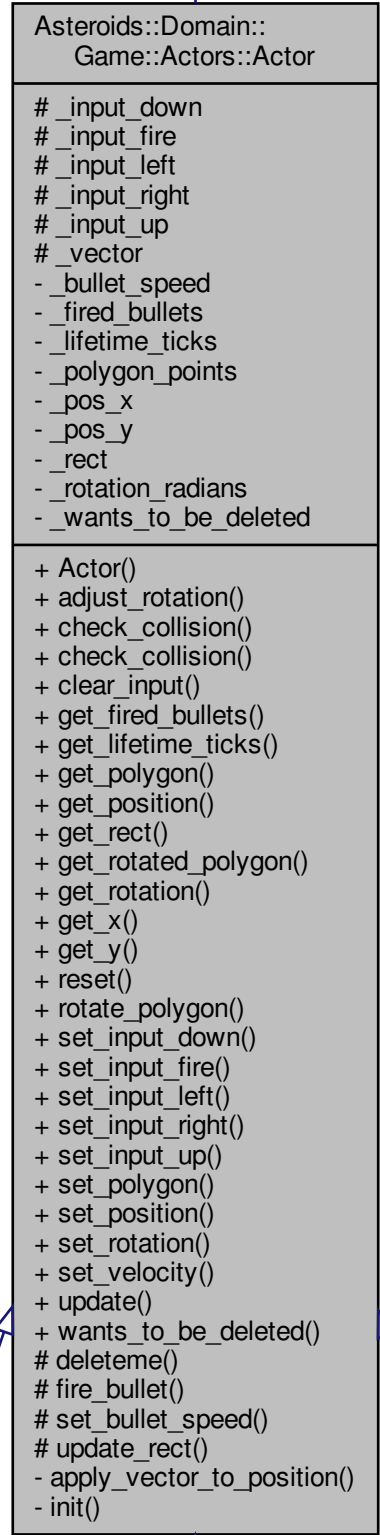 Asteroids::Domain::
Game::Actors::Actor
# _input_down
# _input_fire
# _input_left
# _input_right
# _input_up
# _vector
- _bullet_speed
- _fired_bullets
- _lifetime_ticks
- _polygon_points
- _pos_x
- _pos_y
- _rect
- _rotation_radians
- _wants_to_be_deleted
+ Actor()
+ adjust_rotation()
+ check_collision()
+ check_collision()
+ clear_input()
+ get_fired_bullets()
+ get_lifetime_ticks()
+ get_polygon()
+ get_position()
+ get_rect()
+ get_rotated_polygon()
+ get_rotation()
+ get_x()
+ get_y()
+ reset()
+ rotate_polygon()
+ set_input_down()
+ set_input_fire()
+ set_input_left()
+ set_input_right()
+ set_input_up()
+ set_polygon()
+ set_position()
+ set_rotation()
+ set_velocity()
+ update()
+ wants_to_be_deleted()
# deleteme()
# fire_bullet()
# set_bullet_speed()
# update_rect()
- apply_vector_to_position()
- init()